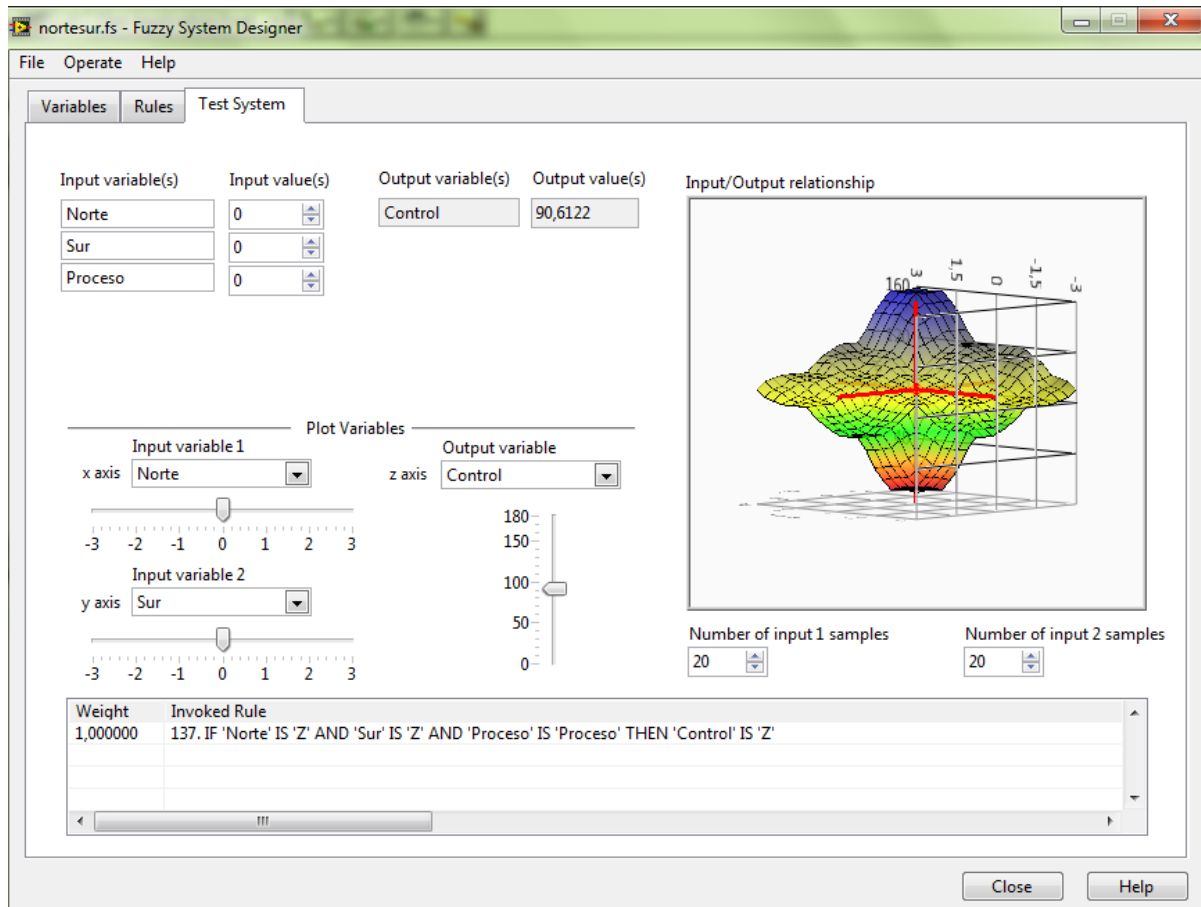 nortesur.fs - Fuzzy System Designer
File Operate Help
Variables Rules Test System
Input variable(s) Input value(s) Output variable(s) Output value(s) Input/Output relationship
Norte 0 Control 90,6122
Sur 0
Proceso 0
160 3 1,5 0 -1,5 -3
Plot Variables
Input variable 1 Output variable
x axis Norte z axis Control
-3 -2 -1 0 1 2 3
180
150
100
50
0
Input variable 2
y axis Sur
-3 -2 -1 0 1 2 3
Number of input 1 samples Number of input 2 samples
20 20
Weight Invoked Rule
1,000000 137. IF 'Norte' IS 'Z' AND 'Sur' IS 'Z' AND 'Proceso' IS 'Proceso' THEN 'Control' IS 'Z'
Close Help